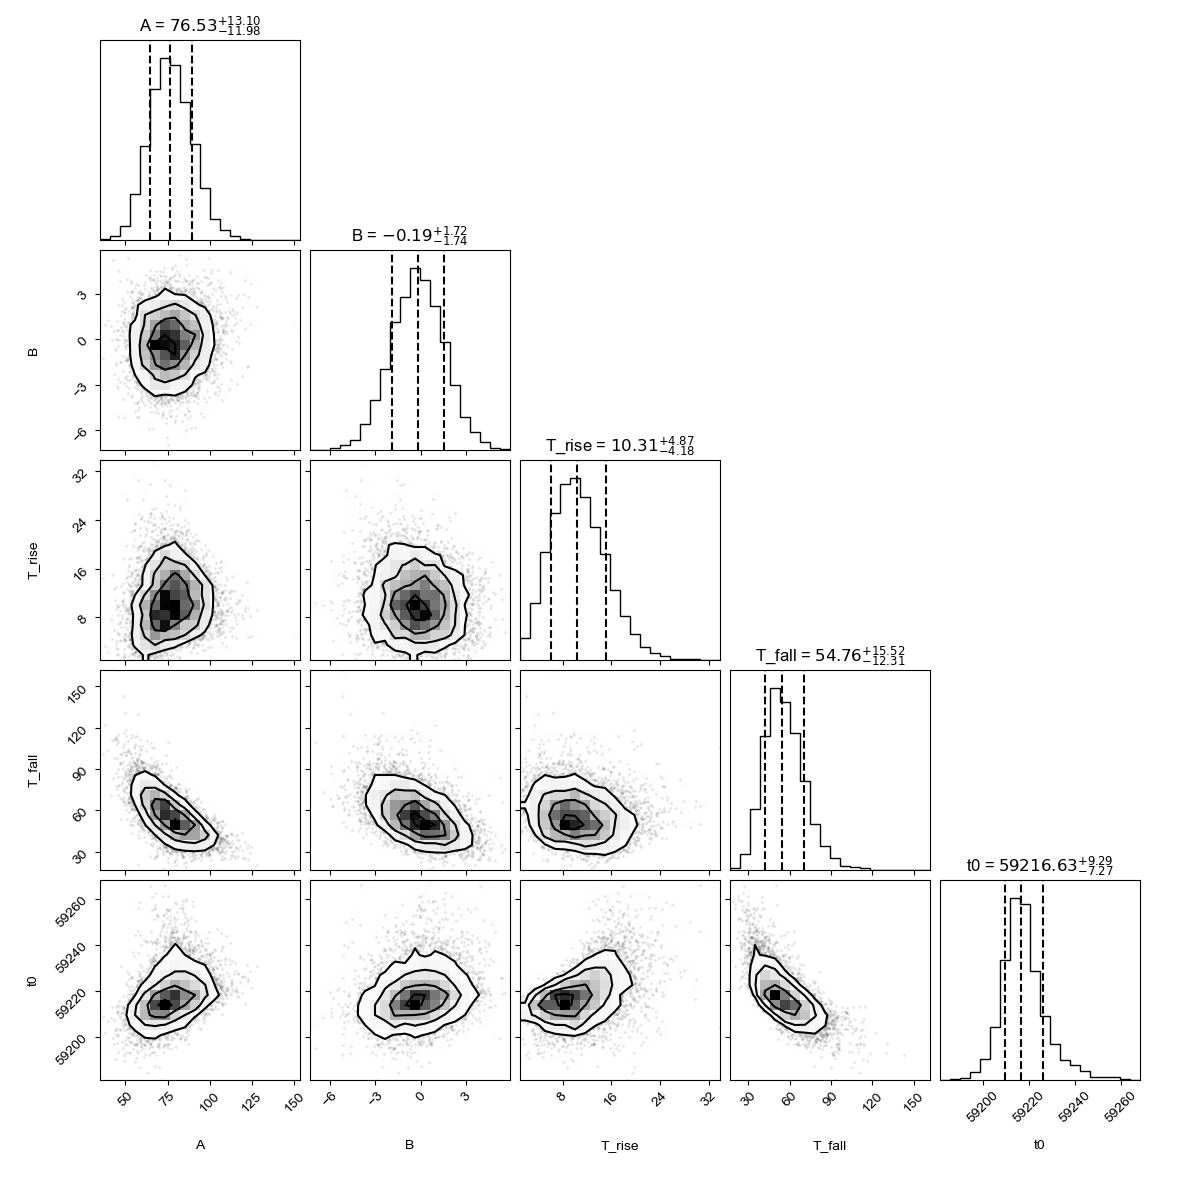 A = 76.53 +13.10 −11.98
B = −0.19 +1.72 −1.74
3
0
−3
−6
B
T_rise = 10.31 +4.87 −4.18
32
24
16
8
T_rise
T_fall = 54.76 +15.52 −12.31
150
120
90
60
30
T_fall
t0 = 59216.63 +9.29 −7.27
59260
59240
59220
59200
t0
50 75 100 125 150
−6 −3 0 3
8 16 24 32
30 60 90 120 150
59200 59220 59240 59260
A B T_rise T_fall t0